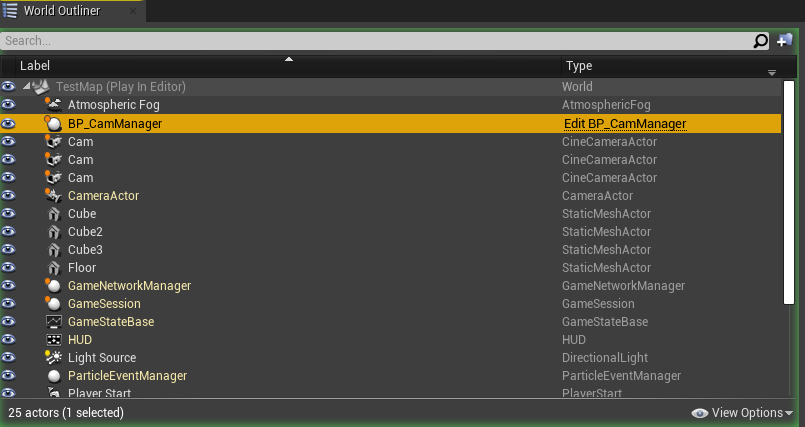 World Outliner
Search...
Label Type
TestMap (Play In Editor) World
Atmospheric Fog AtmosphericFog
BP_CamManager Edit BP_CamManager
Cam CineCameraActor
Cam CineCameraActor
Cam CineCameraActor
CameraActor CameraActor
Cube StaticMeshActor
Cube2 StaticMeshActor
Cube3 StaticMeshActor
Floor StaticMeshActor
GameNetworkManager GameNetworkManager
GameSession GameSession
GameStateBase GameStateBase
HUD HUD
Light Source DirectionalLight
ParticleEventManager ParticleEventManager
Player Start PlayerStart
25 actors (1 selected) View Options